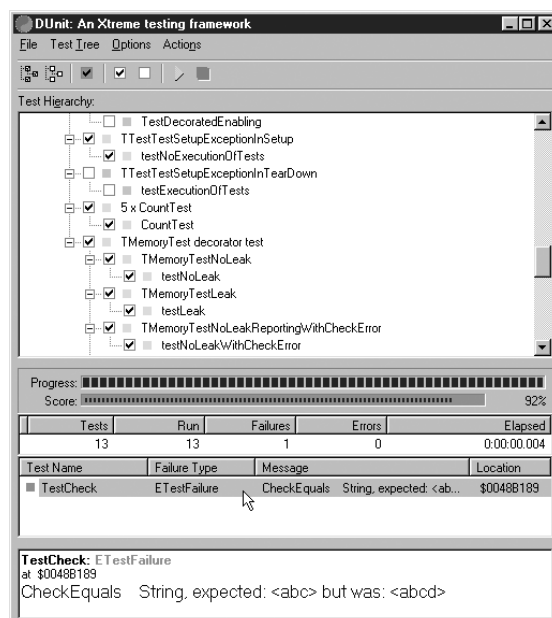 DUnit: An Xtreme testing framework
File Test Tree Options Actions
Test Hierarchy:
TestDecoratedEnabling
TTestTestSetupExceptionInSetup
testNoExecutionOfTests
TTestTestSetupExceptionInTearDown
testExecutionOfTests
5 x CountTest
CountTest
TMemoryTest decorator test
TMemoryTestNoLeak
testNoLeak
TMemoryTestLeak
testLeak
TMemoryTestNoLeakReportingWithCheckError
testNoLeakWithCheckError
Progress:
Score: 92%
Tests Run Failures Errors Elapsed
13 13 1 0 0:00:00.004
Test Name Failure Type Message Location
TestCheck ETestFailure CheckEquals String, expected: <ab... $0048B189
TestCheck: ETestFailure
at $0048B189
CheckEquals String, expected: <abc> but was: <abcd>